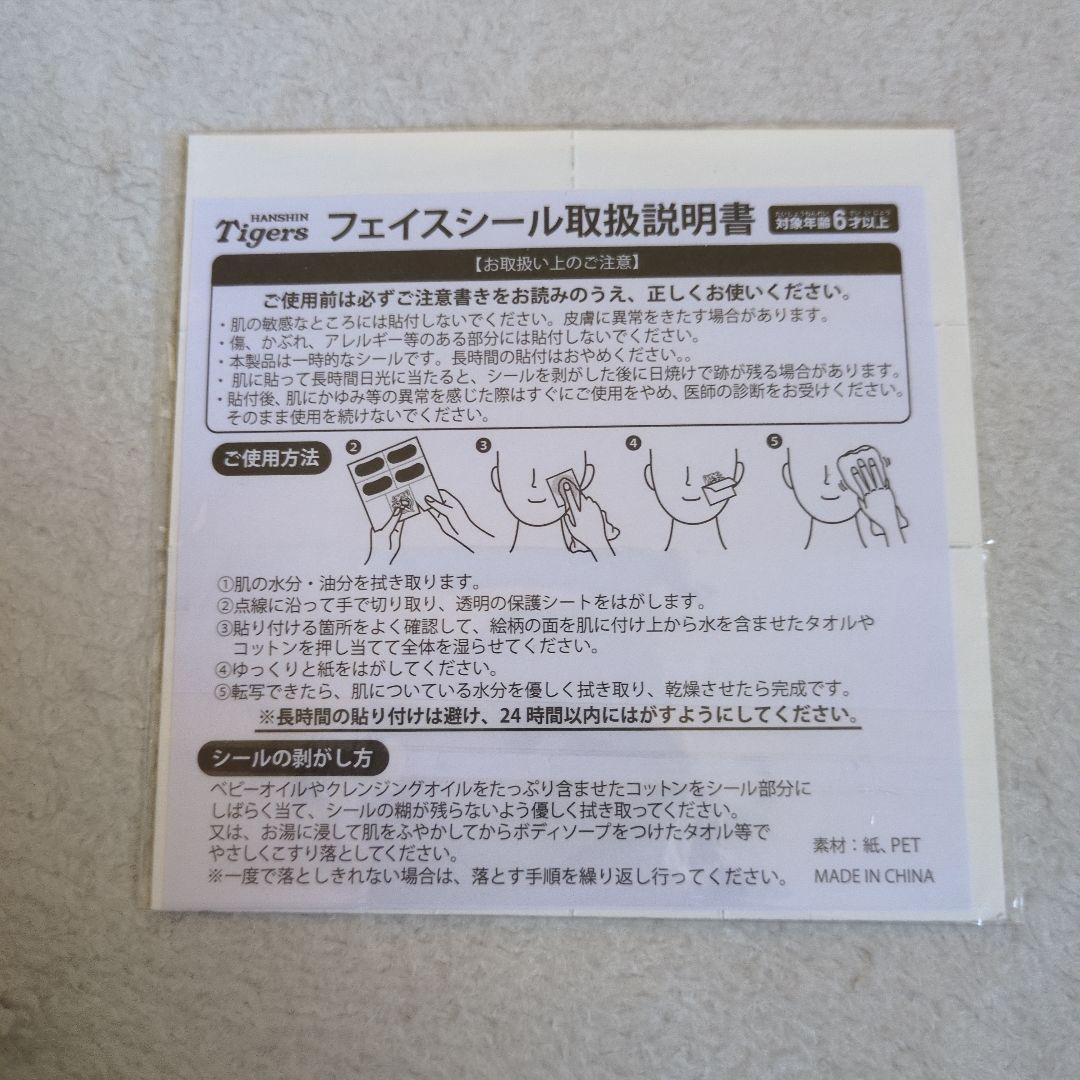 HANSHIN
Tigers
フェイスシール取扱説明書
たいしょうねんれい さいいじょう
対象年齢6才以上
【お取扱い上のご注意】
ご使用前は必ずご注意書きをお読みのうえ、正しくお使いください。
・肌の敏感なところには貼付しないでください。皮膚に異常をきたす場合があります。
・傷、かぶれ、アレルギー等のある部分には貼付しないでください。
・本製品は一時的なシールです。長時間の貼付はおやめください。。
・肌に貼って長時間日光に当たると、シールを剥がした後に日焼けで跡が残る場合があります。
・貼付後、肌にかゆみ等の異常を感じた際はすぐにご使用をやめ、医師の診断をお受けください。
そのまま使用を続けないでください。
ご使用方法
❷
❸
❹
❺
①肌の水分・油分を拭き取ります。
②点線に沿って手で切り取り、透明の保護シートをはがします。
③貼り付ける箇所をよく確認して、絵柄の面を肌に付け上から水を含ませたタオルや
コットンを押し当てて全体を湿らせてください。
④ゆっくりと紙をはがしてください。
⑤転写できたら、肌についている水分を優しく拭き取り、乾燥させたら完成です。
※長時間の貼り付けは避け、24時間以内にはがすようにしてください。
シールの剥がし方
ベビーオイルやクレンジングオイルをたっぷり含ませたコットンをシール部分に
しばらく当て、シールの糊が残らないよう優しく拭き取ってください。
又は、お湯に浸して肌をふやかしてからボディソープをつけたタオル等で
やさしくこすり落としてください。
※一度で落としきれない場合は、落とす手順を繰り返し行ってください。
素材：紙、PET
MADE IN CHINA